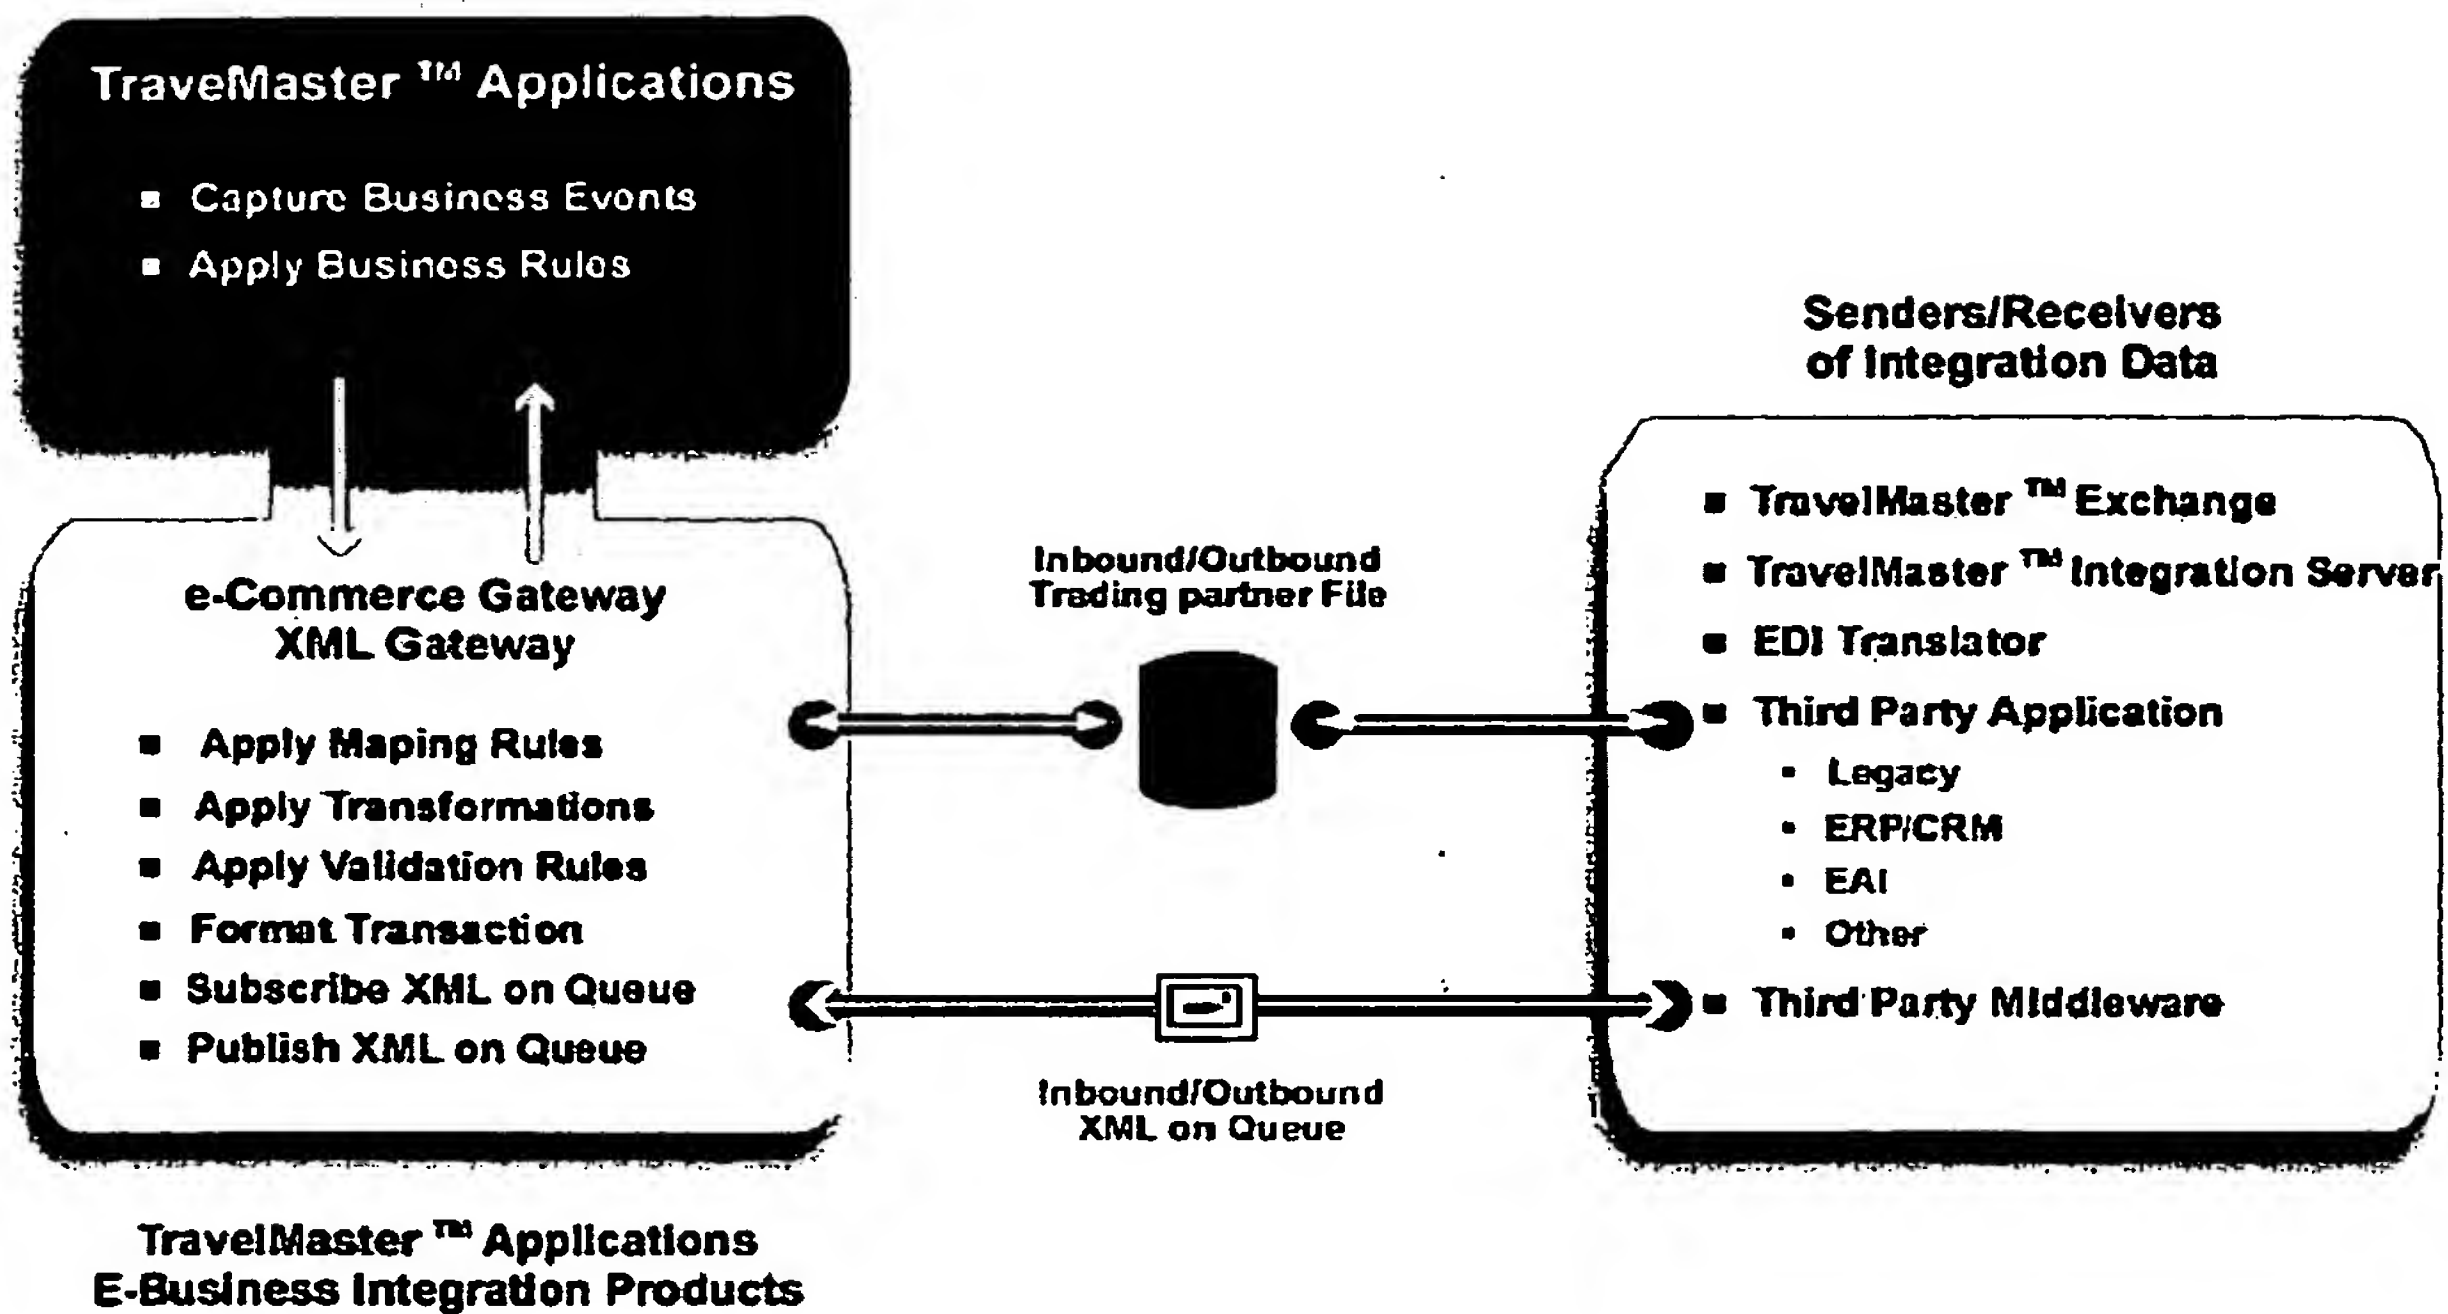 TraveMaster ™ Applications
Capture Business Events
Apply Business Rules
e-Commerce Gateway
XML Gateway
Apply Maping Rules
Apply Transformations
Apply Validation Rules
Format Transaction
Subscribe XML on Queue
Publish XML on Queue
TravelMaster ™ Applications
E-Business Integration Products
Inbound/Outbound
Trading partner File
Inbound/Outbound
XML on Queue
Senders/Receivers
of Integration Data
TravelMaster ™ Exchange
TravelMaster ™ Integration Server
EDI Translator
Third Party Application
Legacy
ERP/CRM
EAI
Other
Third Party Middleware